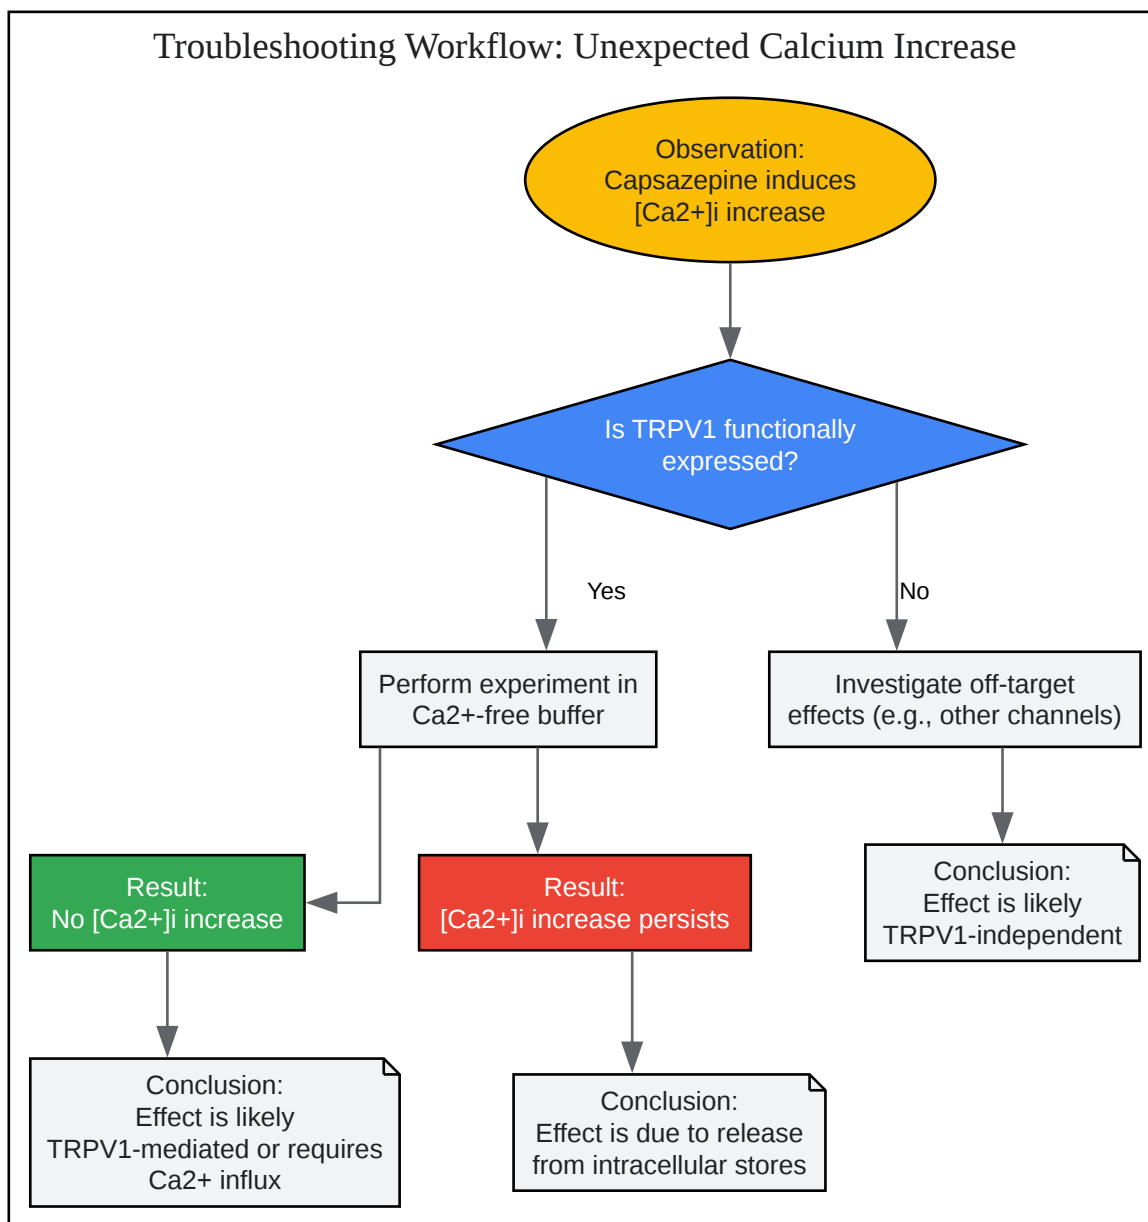 Troubleshooting Workflow: Unexpected Calcium Increase
Observation:
Capsazepine induces
[Ca2+]i increase
Is TRPV1 functionally
expressed?
Yes
No
Perform experiment in
Ca2+-free buffer
Investigate off-target
effects (e.g., other channels)
Result:
No [Ca2+]i increase
Result:
[Ca2+]i increase persists
Conclusion:
Effect is likely
TRPV1-independent
Conclusion:
Effect is likely
TRPV1-mediated or requires
Ca2+ influx
Conclusion:
Effect is due to release
from intracellular stores